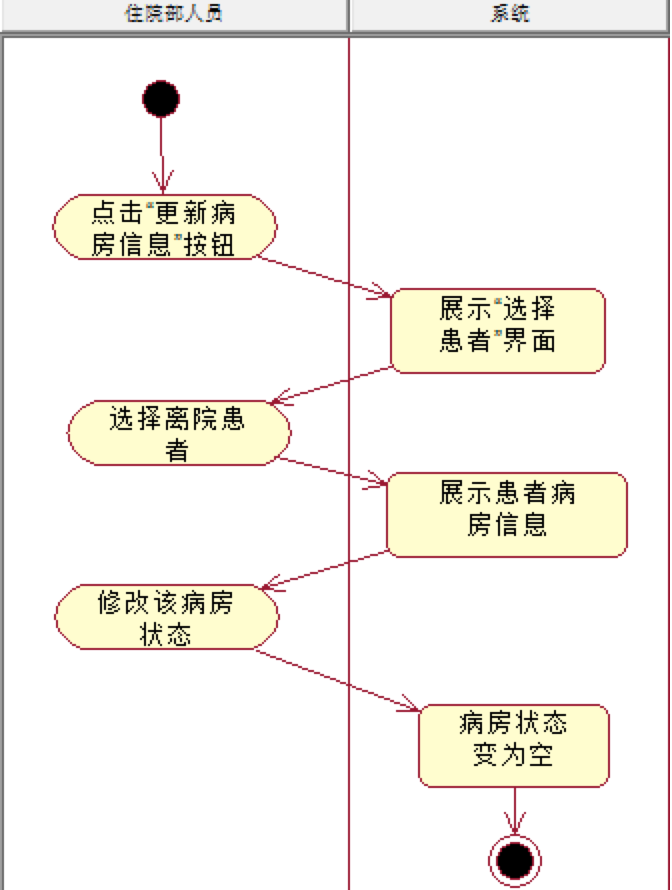 住院部人员
系统
点击“更新病
房信息”按钮
展示“选择
患者”界面
选择离院患
者
展示患者病
房信息
修改该病房
状态
病房状态
变为空